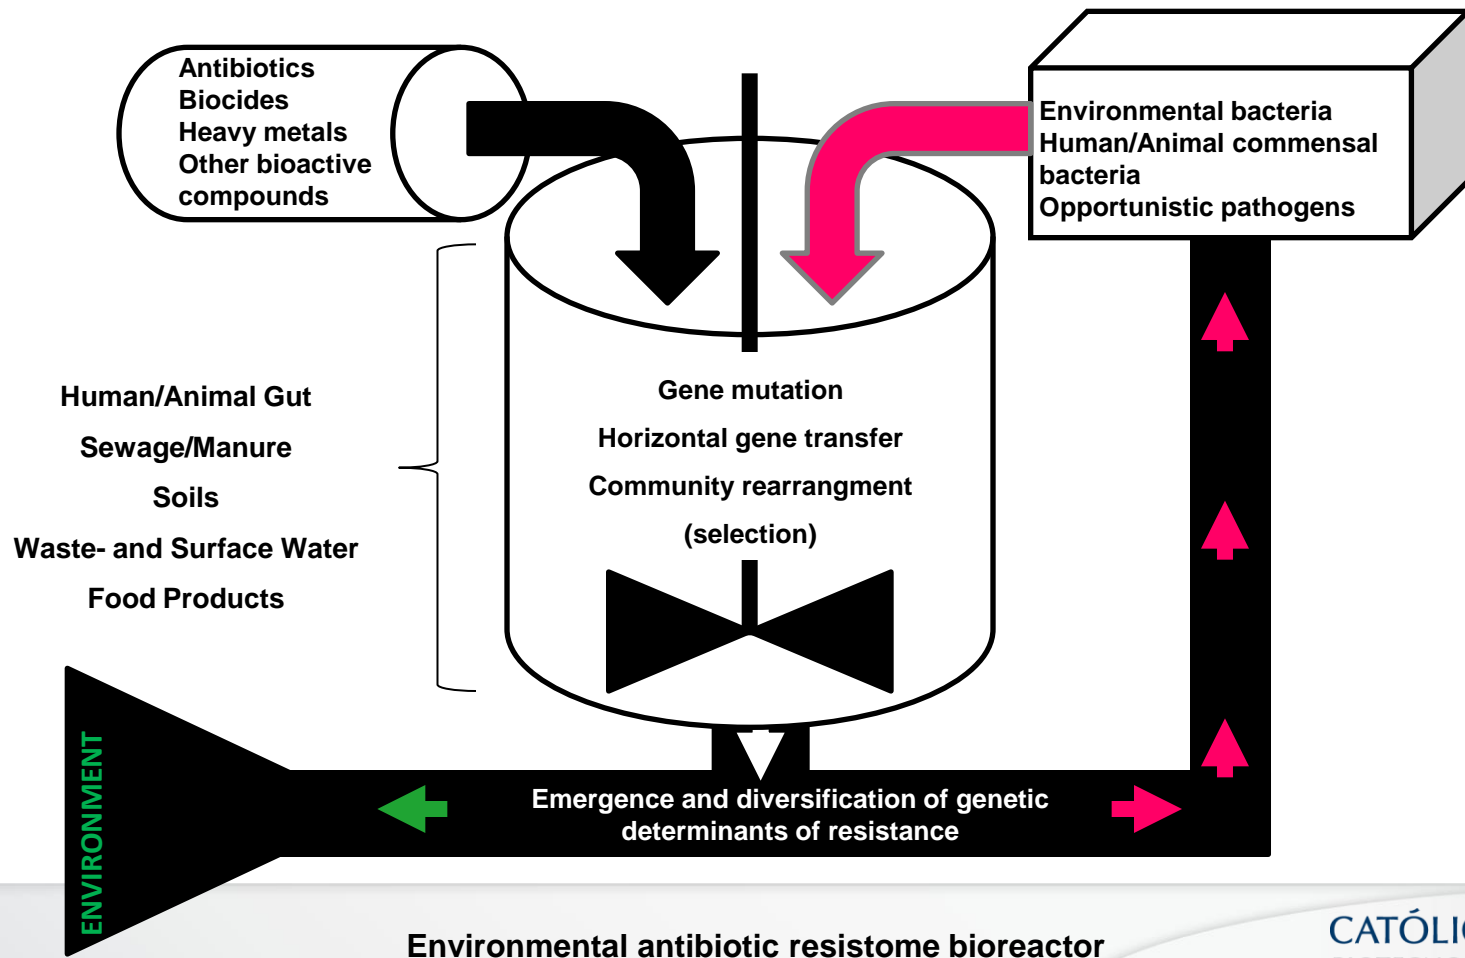 Antibiotics
Biocides
Heavy metals
Other bioactive
compounds
Environmental bacteria
Human/Animal commensal
bacteria
Opportunistic pathogens
Human/Animal Gut
Sewage/Manure
Soils
Waste- and Surface Water
Food Products
Gene mutation
Horizontal gene transfer
Community rearrangment
(selection)
ENVIRONMENT
Emergence and diversification of genetic
determinants of resistance
Environmental antibiotic resistome bioreactor